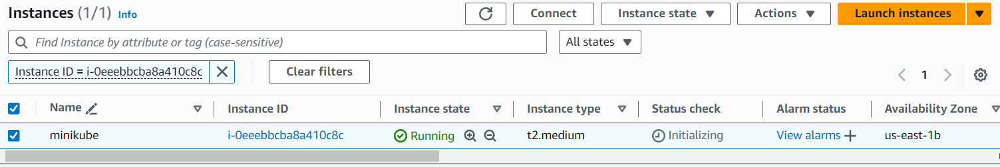 Instances (1/1) Info Connect Instance state Actions Launch instances
Find Instance by attribute or tag (case-sensitive) All states
Instance ID = i-0eeebbcba8a410c8c Clear filters 1
Name Instance ID Instance state Instance type Status check Alarm status Availability Zone
minikube i-0eeebbcba8a410c8c Running t2.medium Initializing View alarms us-east-1b